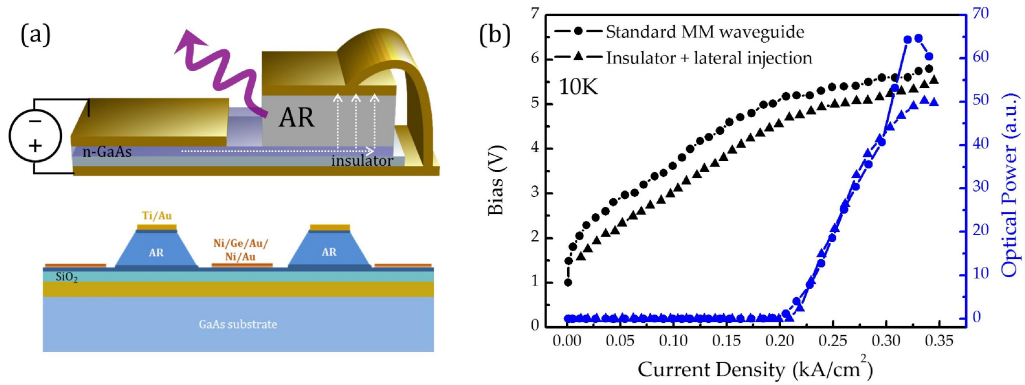 (a)
−
+
AR
n-GaAs
insulator
Ti/Au
AR
Ni/Ge/Au/
Ni/Au
AR
SiO2
GaAs substrate
(b)
Standard MM waveguide
Insulator + lateral injection
10K
Bias (V)
7
6
5
4
3
2
1
0
0.00 0.05 0.10 0.15 0.20 0.25 0.30 0.35
Current Density (kA/cm2)
70
60
50
40
30
20
10
0
Optical Power (a.u.)